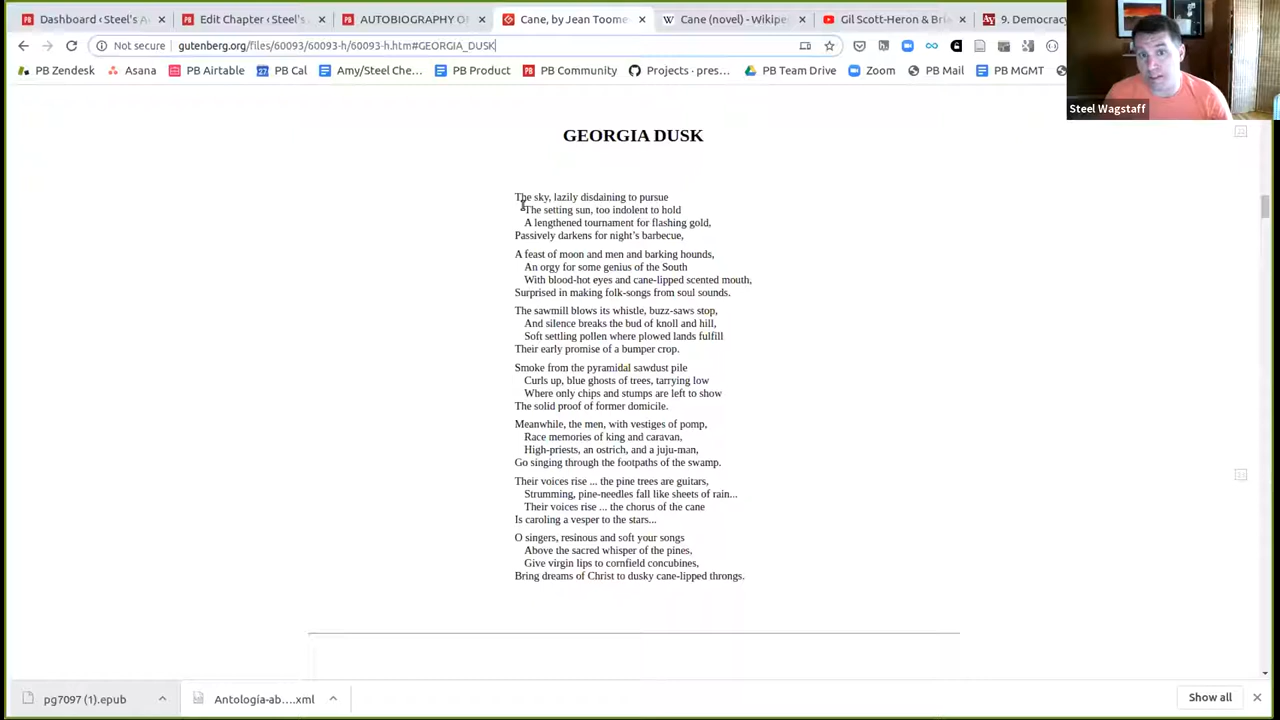 Dashboard ‹ Steel's A
Edit Chapter ‹ Steel's
AUTOBIOGRAPHY O
Cane, by Jean Toome
Cane (novel) - Wikipe
Gil Scott-Heron & Bri
9. Democracy
Not secure
gutenberg.org/files/60093/60093-h/60093-h.htm#GEORGIA_DUSK
PB Zendesk
Asana
PB Airtable
27 PB Cal
Amy/Steel Che...
PB Product
PB Community
Projects · pres...
PB Team Drive
Zoom
PB Mail
PB MGMT
Steel Wagstaff
GEORGIA DUSK
The sky, lazily disdaining to pursue
The setting sun, too indolent to hold
A lengthened tournament for flashing gold,
Passively darkens for night’s barbecue,
A feast of moon and men and barking hounds,
An orgy for some genius of the South
With blood-hot eyes and cane-lipped scented mouth,
Surprised in making folk-songs from soul sounds.
The sawmill blows its whistle, buzz-saws stop,
And silence breaks the bud of knoll and hill,
Soft settling pollen where plowed lands fulfill
Their early promise of a bumper crop.
Smoke from the pyramidal sawdust pile
Curls up, blue ghosts of trees, tarrying low
Where only chips and stumps are left to show
The solid proof of former domicile.
Meanwhile, the men, with vestiges of pomp,
Race memories of king and caravan,
High-priests, an ostrich, and a juju-man,
Go singing through the footpaths of the swamp.
Their voices rise ... the pine trees are guitars,
Strumming, pine-needles fall like sheets of rain...
Their voices rise ... the chorus of the cane
Is caroling a vesper to the stars...
O singers, resinous and soft your songs
Above the sacred whisper of the pines,
Give virgin lips to cornfield concubines,
Bring dreams of Christ to dusky cane-lipped throngs.
pg7097 (1).epub
Antología-ab....xml
Show all